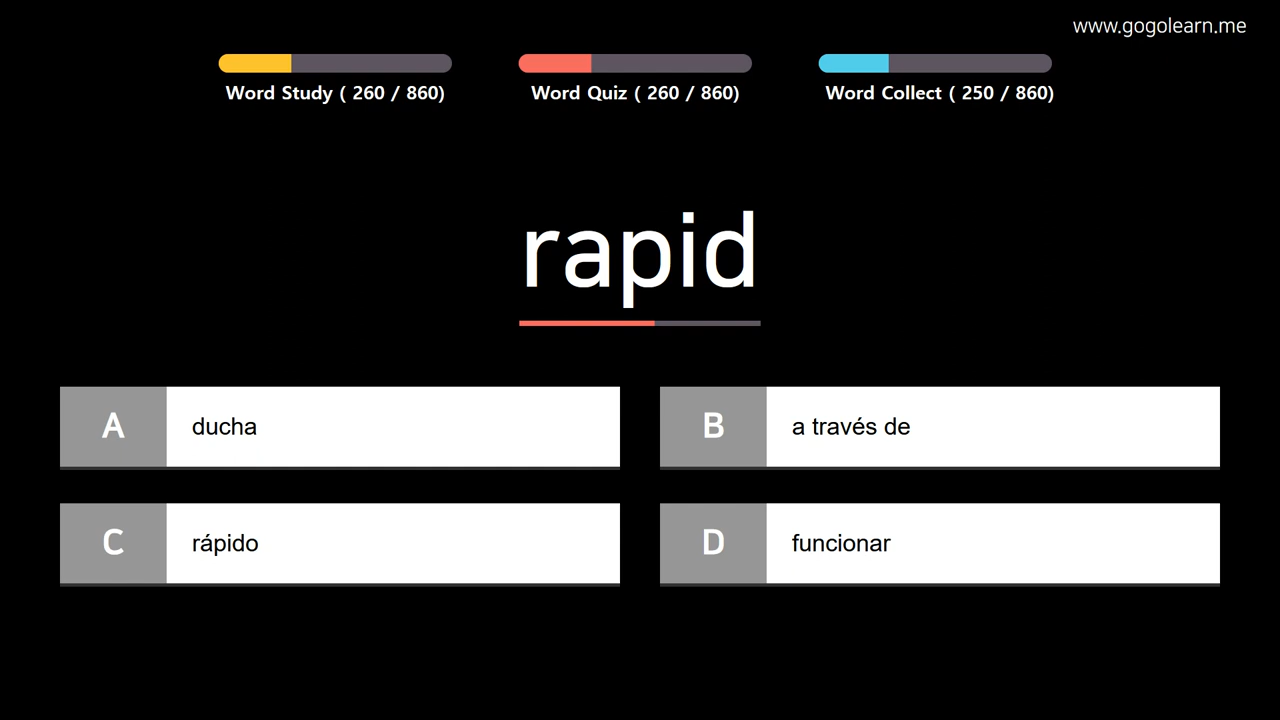 www.gogolearn.me
Word Study ( 260 / 860)
Word Quiz ( 260 / 860)
Word Collect ( 250 / 860)
rapid
A ducha
B a través de
C rápido
D funcionar